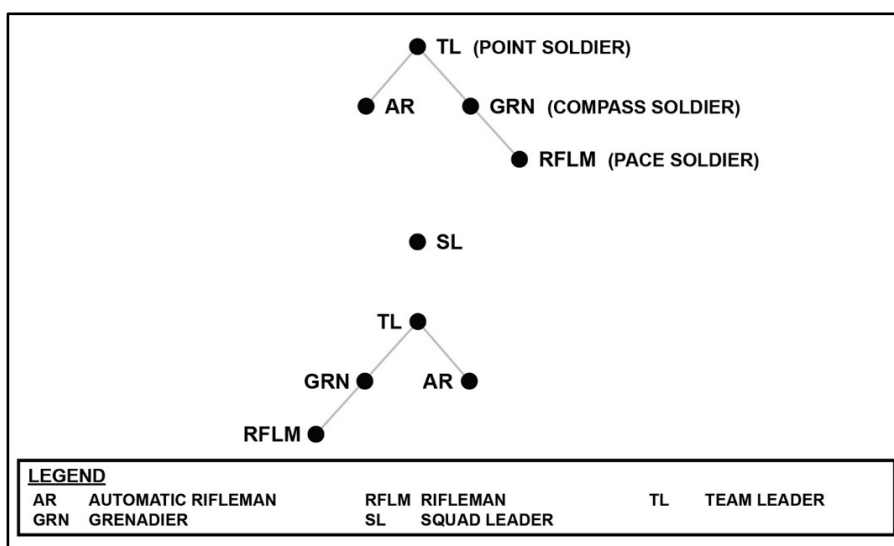 TL (POINT SOLDIER)
AR
GRN (COMPASS SOLDIER)
RFLM (PACE SOLDIER)
SL
TL
GRN
AR
RFLM
LEGEND
AR AUTOMATIC RIFLEMAN RFLM RIFLEMAN TL TEAM LEADER
GRN GRENADIER SL SQUAD LEADER